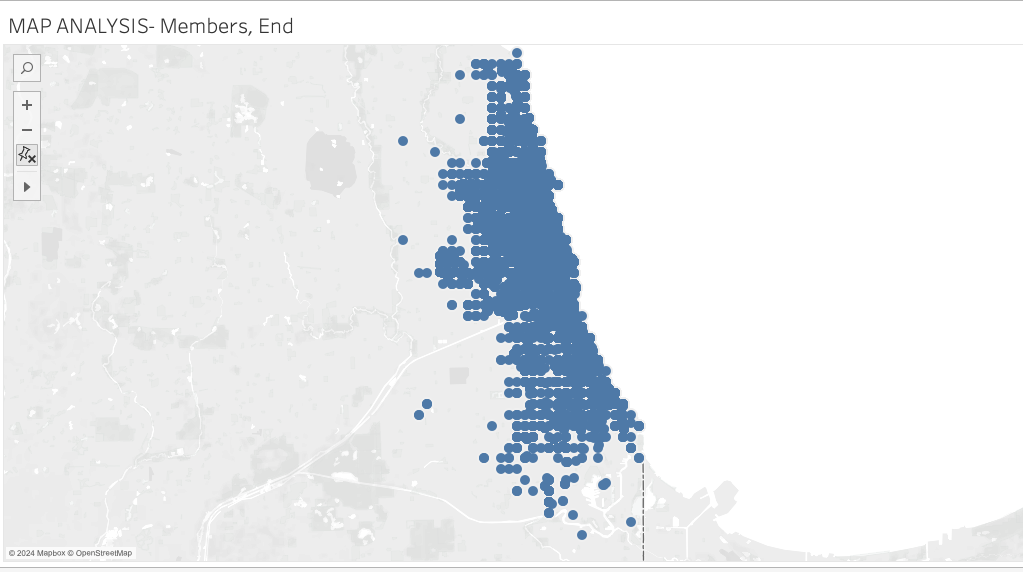 MAP ANALYSIS- Members, End
© 2024 Mapbox © OpenStreetMap